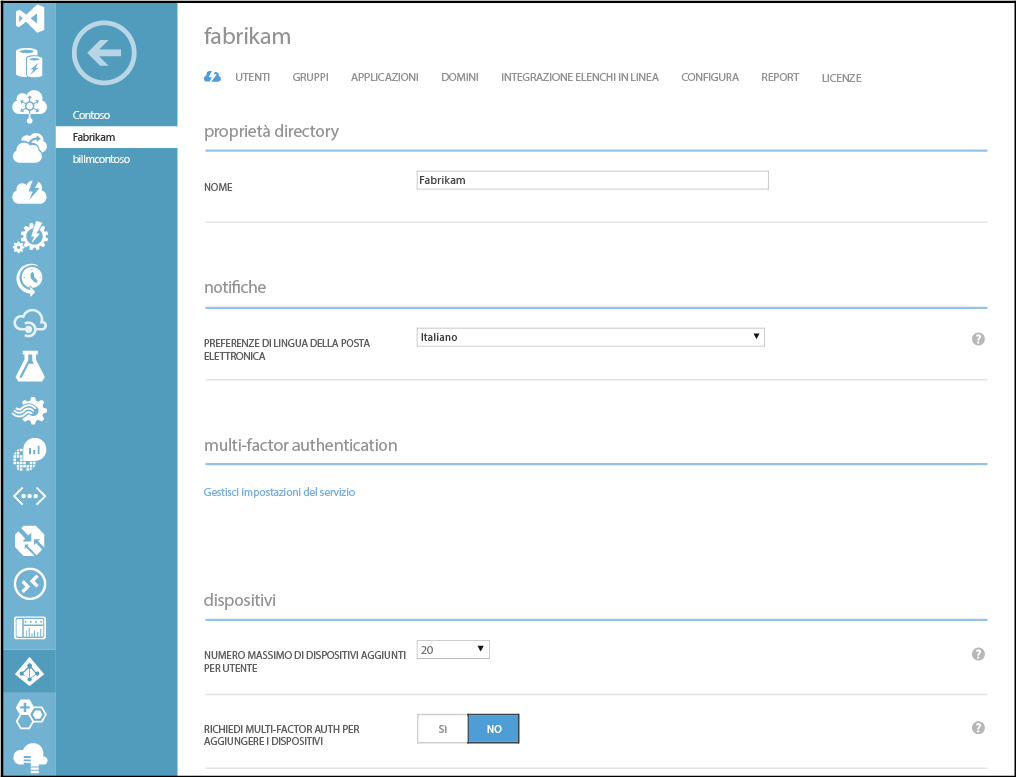 fabrikam
UTENTI GRUPPI APPLICAZIONI DOMINI INTEGRAZIONE ELENCHI IN LINEA CONFIGURA REPORT LICENZE
Contoso
Fabrikam
billmcontoso
proprietà directory
NOME
Fabrikam
notifiche
PREFERENZE DI LINGUA DELLA POSTA
ELETTRONICA
Italiano
?
multi-factor authentication
Gestisci impostazioni del servizio
dispositivi
NUMERO MASSIMO DI DISPOSITIVI AGGIUNTI
PER UTENTE
20
?
RICHIEDI MULTI-FACTOR AUTH PER
AGGIUNGERE I DISPOSITIVI
SÌ NO
?